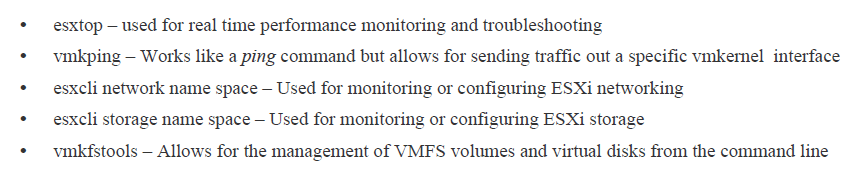 • esxtop – used for real time performance monitoring and troubleshooting
• vmkping – Works like a ping command but allows for sending traffic out a specific vmkernel interface
• esxcli network name space – Used for monitoring or configuring ESXi networking
• esxcli storage name space – Used for monitoring or configuring ESXi storage
• vmkfstools – Allows for the management of VMFS volumes and virtual disks from the command line